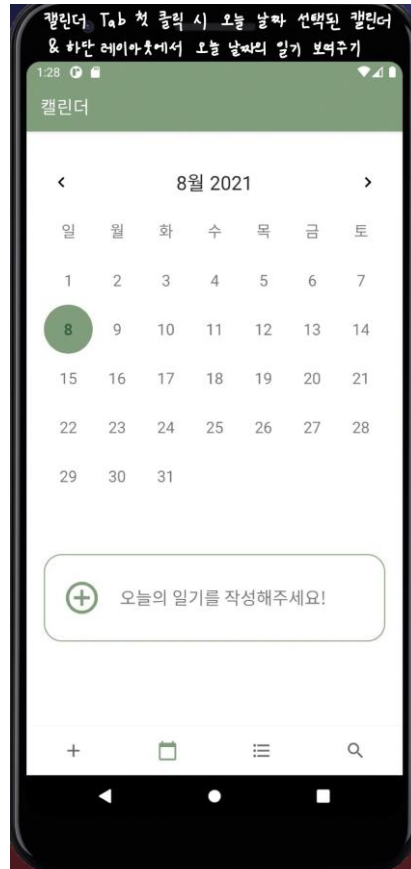 캘린더 Tab 첫 클릭 시 오늘 날짜 선택된 캘린더
& 하단 레이아웃에서 오늘 날짜의 일기 보여주기
1:28
캘린더
8월 2021
일 월 화 수 목 금 토
1 2 3 4 5 6 7
8 9 10 11 12 13 14
15 16 17 18 19 20 21
22 23 24 25 26 27 28
29 30 31
오늘의 일기를 작성해주세요!